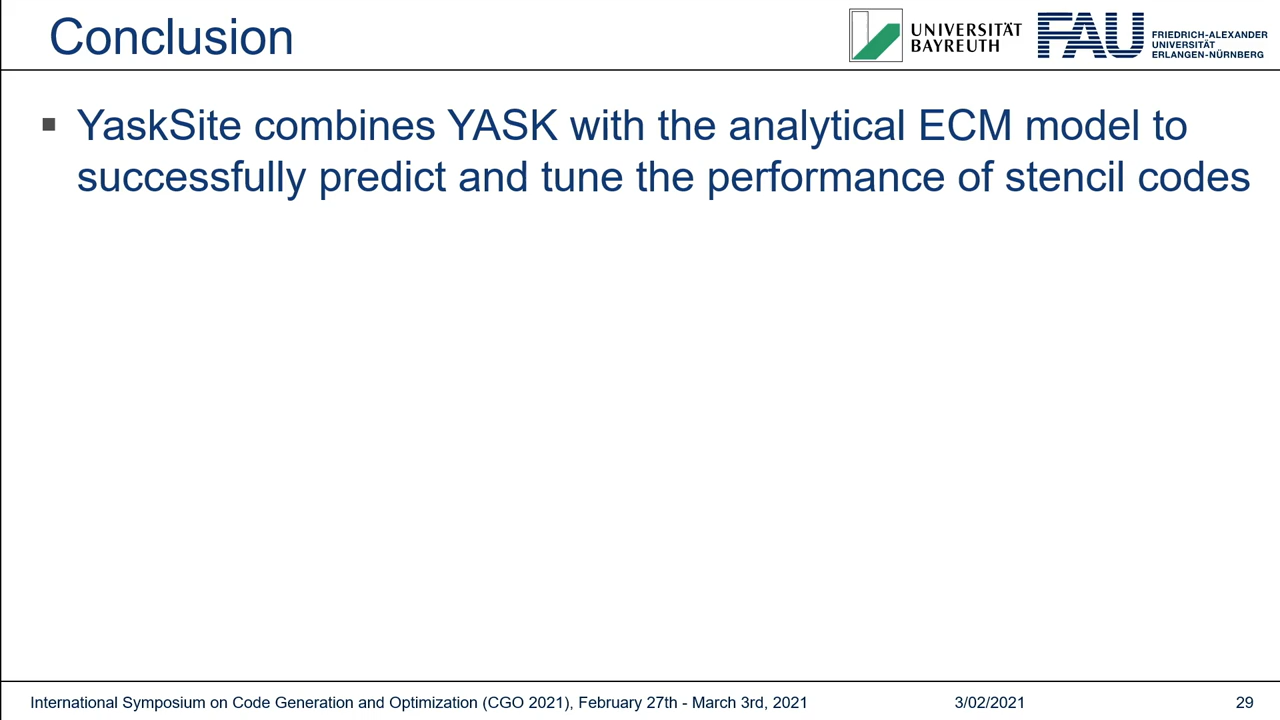 Conclusion
UNIVERSITÄT
BAYREUTH
FAU
FRIEDRICH-ALEXANDER
UNIVERSITÄT
ERLANGEN-NÜRNBERG
▪ YaskSite combines YASK with the analytical ECM model to
successfully predict and tune the performance of stencil codes
International Symposium on Code Generation and Optimization (CGO 2021), February 27th - March 3rd, 2021 3/02/2021 29